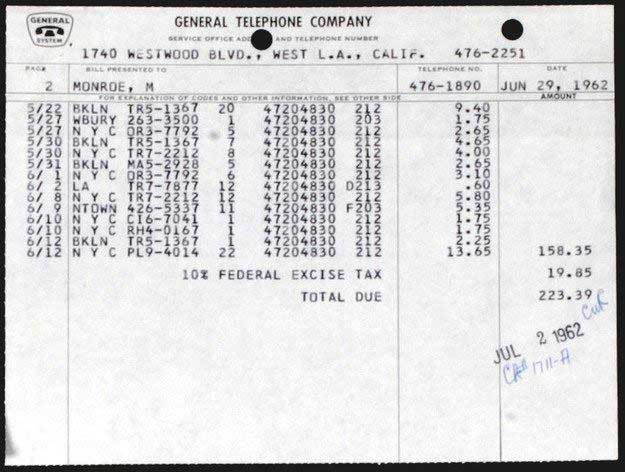 GENERAL
SYSTEM
GENERAL TELEPHONE COMPANY
SERVICE OFFICE ADD AND TELEPHONE NUMBER
1740 WESTWOOD BLVD., WEST L.A., CALIF. 476-2251
PAGE BILL PRESENTED TO TELEPHONE NO. DATE
2 MONROE, M 476-1890 JUN 29, 1962
FOR EXPLANATION OF CODES AND OTHER INFORMATION, SEE OTHER SIDE AMOUNT
5/22 BKLN TR5-1367 20 47204830 212 9.40
5/27 WBURY 263-3500 1 47204830 203 1.75
5/27 N Y C OR3-7792 5 47204830 212 2.65
5/30 BKLN TR5-1367 7 47204830 212 4.65
5/30 N Y C TR7-2212 8 47204830 212 4.00
5/31 BKLN MA5-2928 5 47204830 212 2.65
6/ 1 N Y C OR3-7792 6 47204830 212 3.10
6/ 2 LA TR7-7877 12 47204830 D213 .60
6/ 8 N Y C TR7-2212 12 47204830 212 5.80
6/ 9 NTOWN 426-5337 11 47204830 F203 5.35
6/10 N Y C CI6-7041 1 47204830 212 1.75
6/10 N Y C RH4-0167 1 47204830 212 1.75
6/12 BKLN TR5-1367 1 47204830 212 2.25
6/12 N Y C PL9-4014 22 47204830 212 13.65 158.35
10% FEDERAL EXCISE TAX 19.85
TOTAL DUE 223.39
JUL 2 1962
1711-A